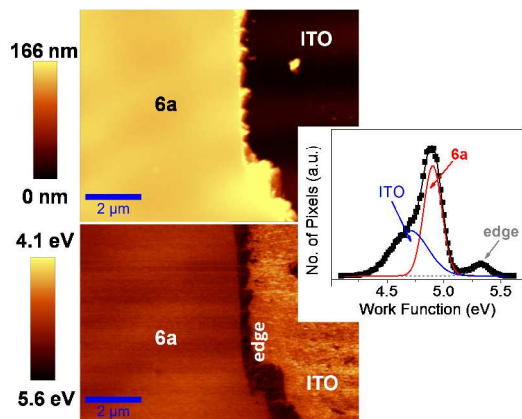 166 nm
0 nm
6a
ITO
2 μm
4.1 eV
5.6 eV
6a
edge
ITO
2 μm
No. of Pixels (a.u.)
ITO
6a
edge
4.5
5.0
5.5
Work Function (eV)